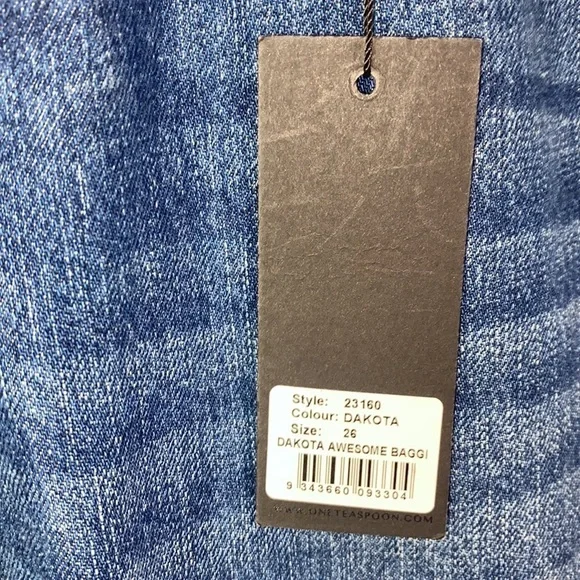 Style: 23160
Colour: DAKOTA
Size: 26
DAKOTA AWESOME BAGGI
9 343660 093304
WWW.ONETEASPOON.COM